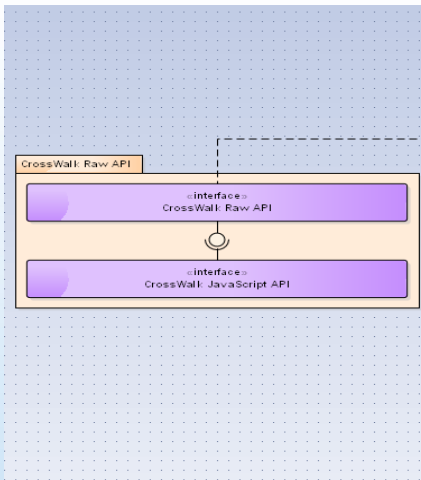 CrossWalk Raw API
«interface»
CrossWalk Raw API
«interface»
CrossWalk JavaScript API